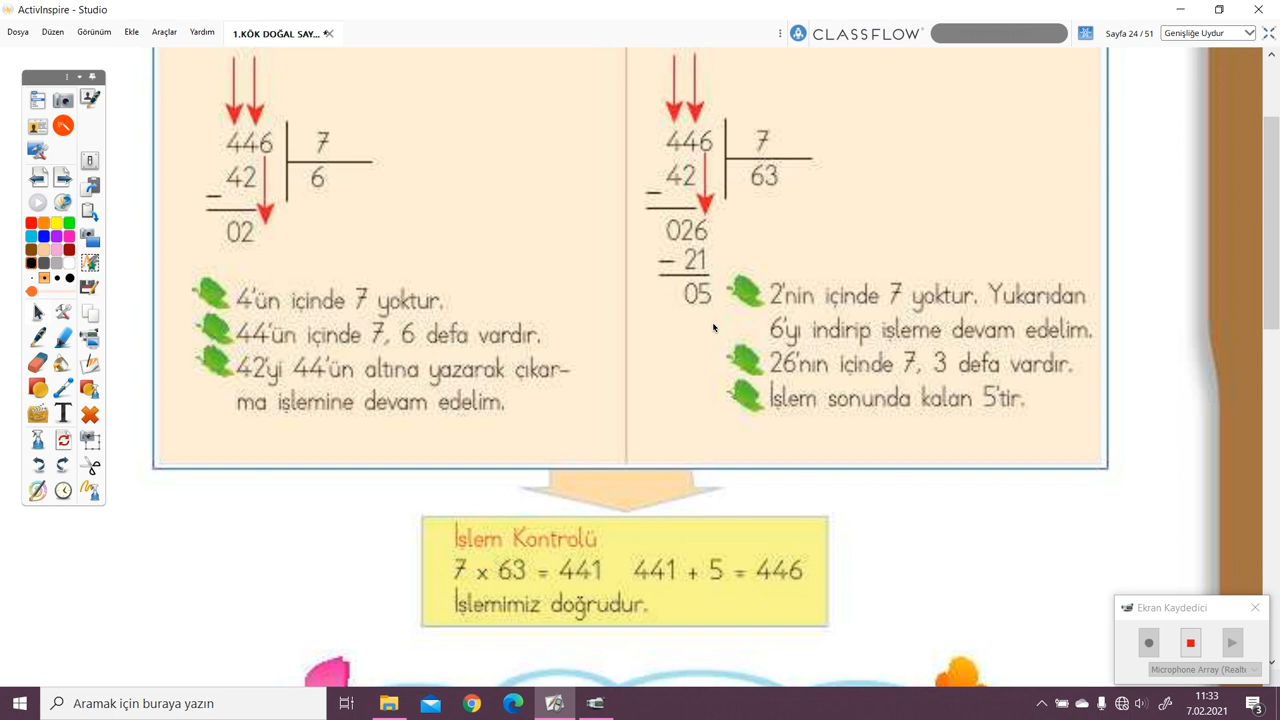 ActivInspire - Studio
Dosya Düzen Görünüm Ekle Araçlar Yardım 1.KÖK DOĞAL SAY...
CLASSFLOW
Sayfa 24 / 51 Genişliğe Uydur
446 7
42 6
−
02
446 7
42 63
−
026
− 21
05
4'ün içinde 7 yoktur.
44'ün içinde 7, 6 defa vardır.
42'yi 44'ün altına yazarak çıkar-
ma işlemine devam edelim.
2'nin içinde 7 yoktur. Yukarıdan
6'yı indirip işleme devam edelim.
26'nın içinde 7, 3 defa vardır.
İşlem sonunda kalan 5'tir.
İşlem Kontrolü
7 x 63 = 441 441 + 5 = 446
İşlemimiz doğrudur.
Ekran Kaydedici
Microphone Array (Realt
Aramak için buraya yazın
11:33
7.02.2021
3